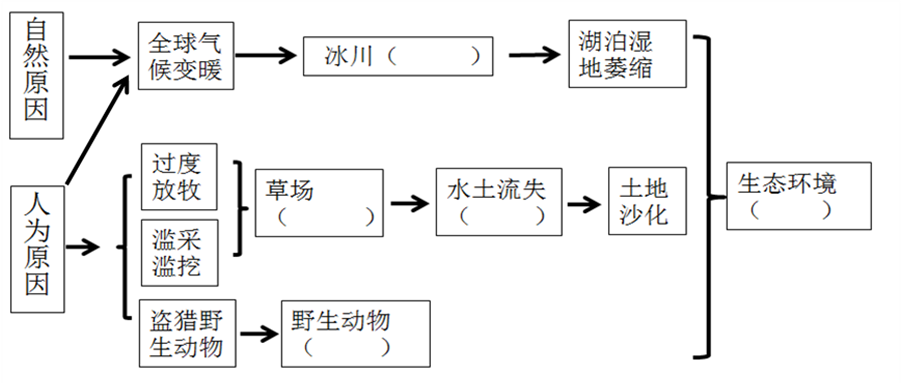 自然原因
全球气
候变暖
冰川（　　　）
湖泊湿
地萎缩
人为原因
过度
放牧
滥采
滥挖
草场
（　　　）
水土流失
（　　　）
土地
沙化
生态环境
（　　　）
盗猎野
生动物
野生动物
（　　　）